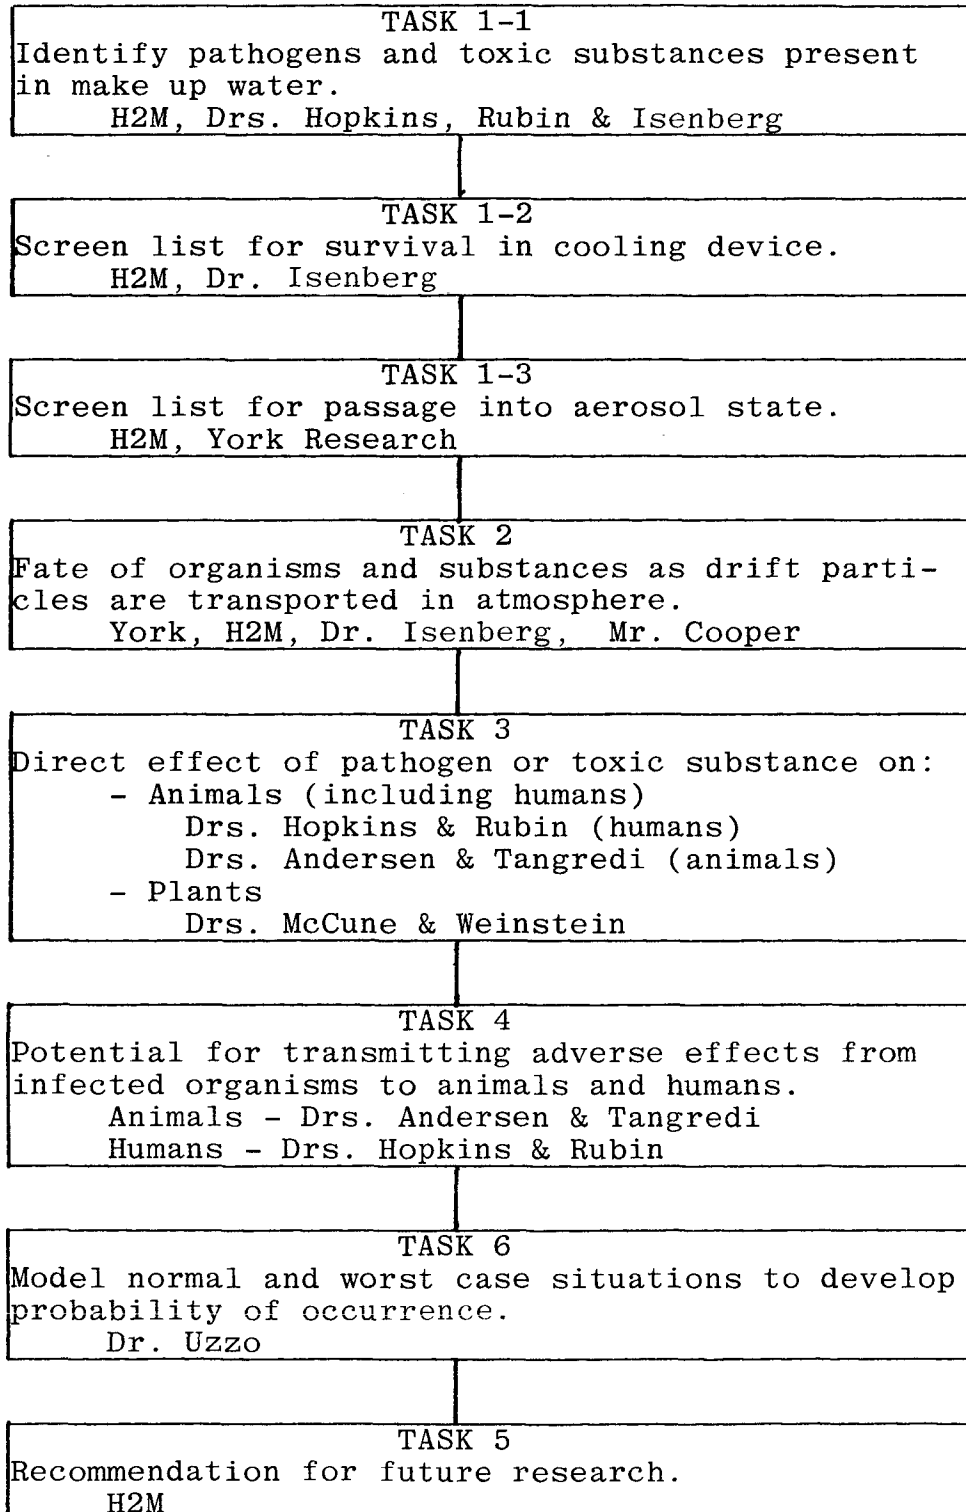 TASK 1-1
Identify pathogens and toxic substances present
in make up water.
H2M, Drs. Hopkins, Rubin & Isenberg
TASK 1-2
Screen list for survival in cooling device.
H2M, Dr. Isenberg
TASK 1-3
Screen list for passage into aerosol state.
H2M, York Research
TASK 2
Fate of organisms and substances as drift parti-
cles are transported in atmosphere.
York, H2M, Dr. Isenberg, Mr. Cooper
TASK 3
Direct effect of pathogen or toxic substance on:
- Animals (including humans)
Drs. Hopkins & Rubin (humans)
Drs. Andersen & Tangredi (animals)
- Plants
Drs. McCune & Weinstein
TASK 4
Potential for transmitting adverse effects from
infected organisms to animals and humans.
Animals - Drs. Andersen & Tangredi
Humans - Drs. Hopkins & Rubin
TASK 6
Model normal and worst case situations to develop
probability of occurrence.
Dr. Uzzo
TASK 5
Recommendation for future research.
H2M